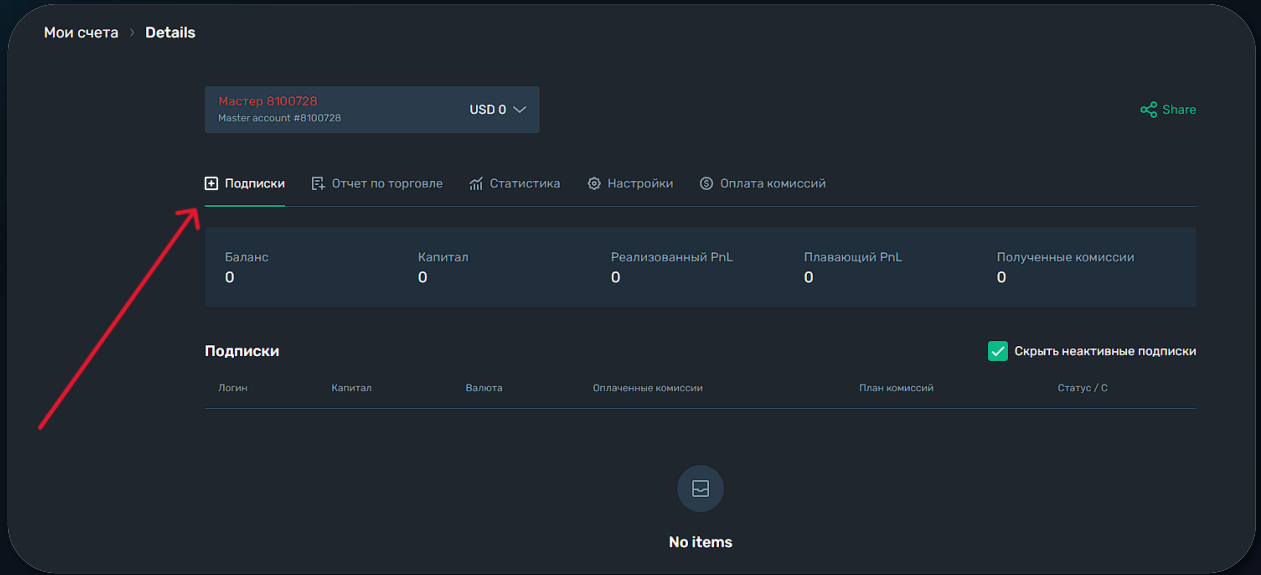 Мои счета › Details
Мастер 8100728
Master account #8100728
USD 0
Share
Подписки Отчет по торговле Статистика Настройки Оплата комиссий
Баланс Капитал Реализованный PnL Плавающий PnL Полученные комиссии
0 0 0 0 0
Подписки Скрыть неактивные подписки
Логин Капитал Валюта Оплаченные комиссии План комиссий Статус / С
No items